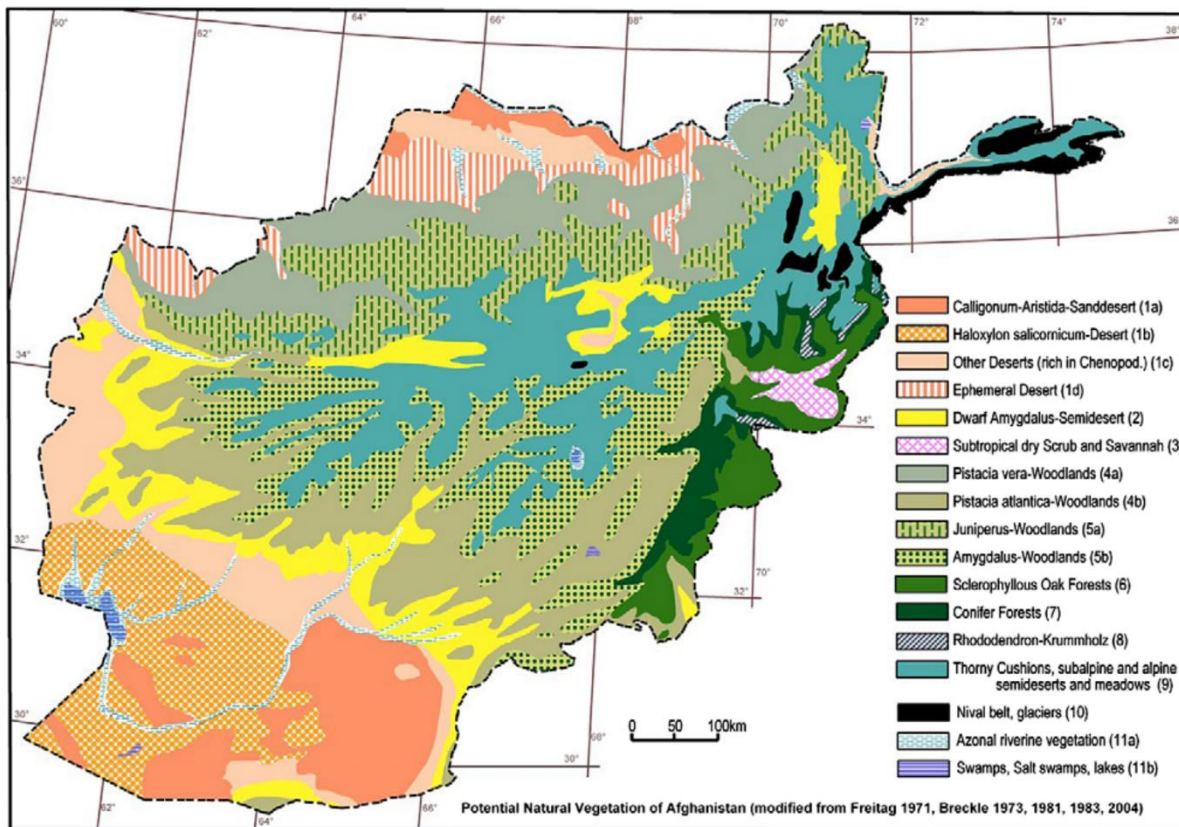 60°
62°
64°
66°
68°
70°
72°
74°
38°
36°
36°
34°
34°
32°
70°
32°
30°
68°
30°
62°
64°
66°
Calligonum-Aristida-Sanddesert (1a)
Haloxylon salicornicum-Desert (1b)
Other Deserts (rich in Chenopod.) (1c)
Ephemeral Desert (1d)
Dwarf Amygdalus-Semidesert (2)
Subtropical dry Scrub and Savannah (3
Pistacia vera-Woodlands (4a)
Pistacia atlantica-Woodlands (4b)
Juniperus-Woodlands (5a)
Amygdalus-Woodlands (5b)
Sclerophyllous Oak Forests (6)
Conifer Forests (7)
Rhododendron-Krummholz (8)
Thorny Cushions, subalpine and alpine
semideserts and meadows (9)
Nival belt, glaciers (10)
Azonal riverine vegetation (11a)
Swamps, Salt swamps, lakes (11b)
0 50 100km
Potential Natural Vegetation of Afghanistan (modified from Freitag 1971, Breckle 1973, 1981, 1983, 2004)